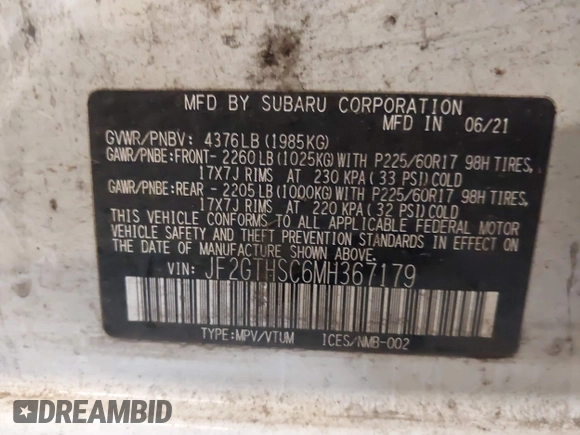 MFD BY SUBARU CORPORATION
MFD IN 06/21
GVWR/PNBV: 4376LB (1985KG)
GAWR/PNBE:FRONT- 2260LB (1025KG) WITH P225/60R17 98H TIRES,
17X7J RIMS AT 230 KPA (33 PSI) COLD
GAWR/PNBE:REAR - 2205LB (1000KG) WITH P225/60R17 98H TIRES,
17X7J RIMS AT 220 KPA (32 PSI) COLD
THIS VEHICLE CONFORMS TO ALL APPLICABLE FEDERAL MOTOR
VEHICLE SAFETY AND THEFT PREVENTION STANDARDS IN EFFECT
ON THE DATE OF MANUFACTURE SHOWN ABOVE.
VIN: JF2GTHSC6MH367179
TYPE:MPV/VTUM ICES/NMB-002
DREAMBID